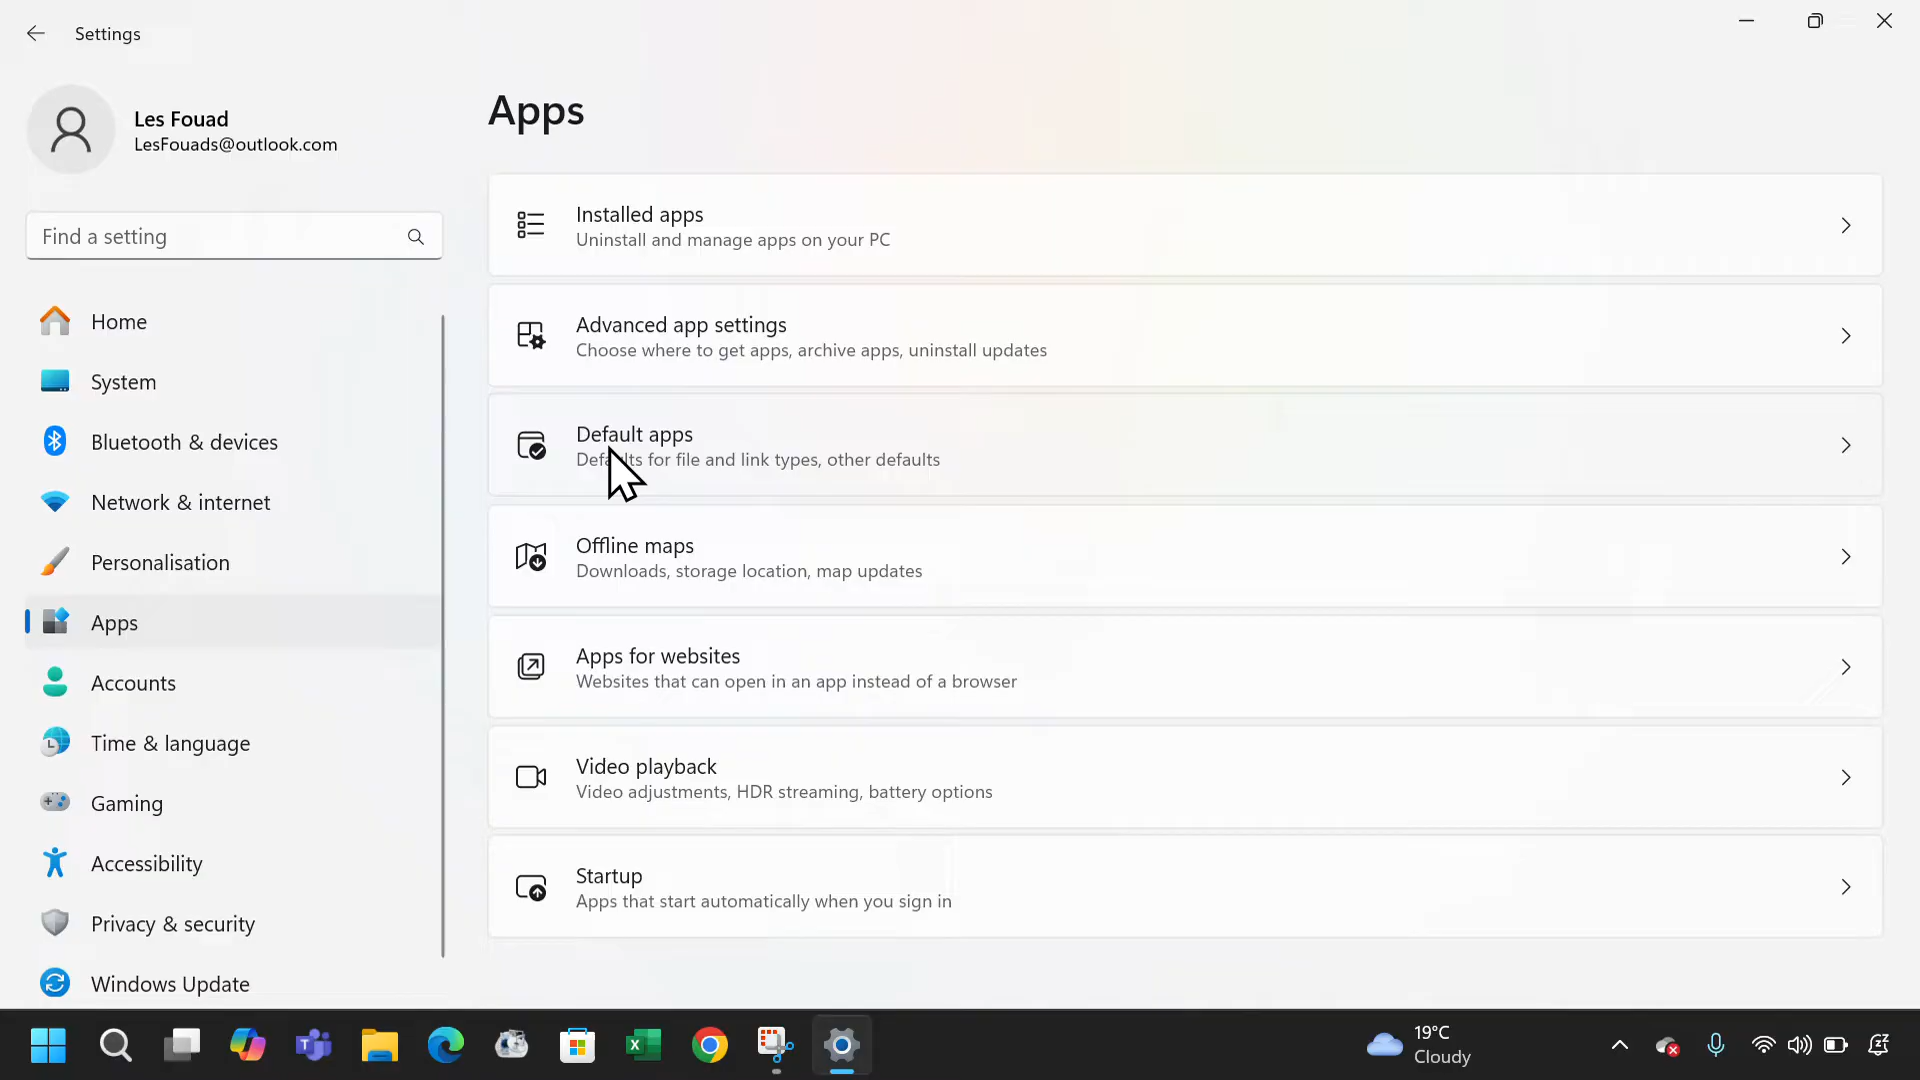 Settings
Les Fouad
LesFouads@outlook.com
Find a setting
Home
System
Bluetooth & devices
Network & internet
Personalisation
Apps
Accounts
Time & language
Gaming
Accessibility
Privacy & security
Windows Update
Apps
Installed apps
Uninstall and manage apps on your PC
Advanced app settings
Choose where to get apps, archive apps, uninstall updates
Default apps
Defaults for file and link types, other defaults
Offline maps
Downloads, storage location, map updates
Apps for websites
Websites that can open in an app instead of a browser
Video playback
Video adjustments, HDR streaming, battery options
Startup
Apps that start automatically when you sign in
19°C
Cloudy